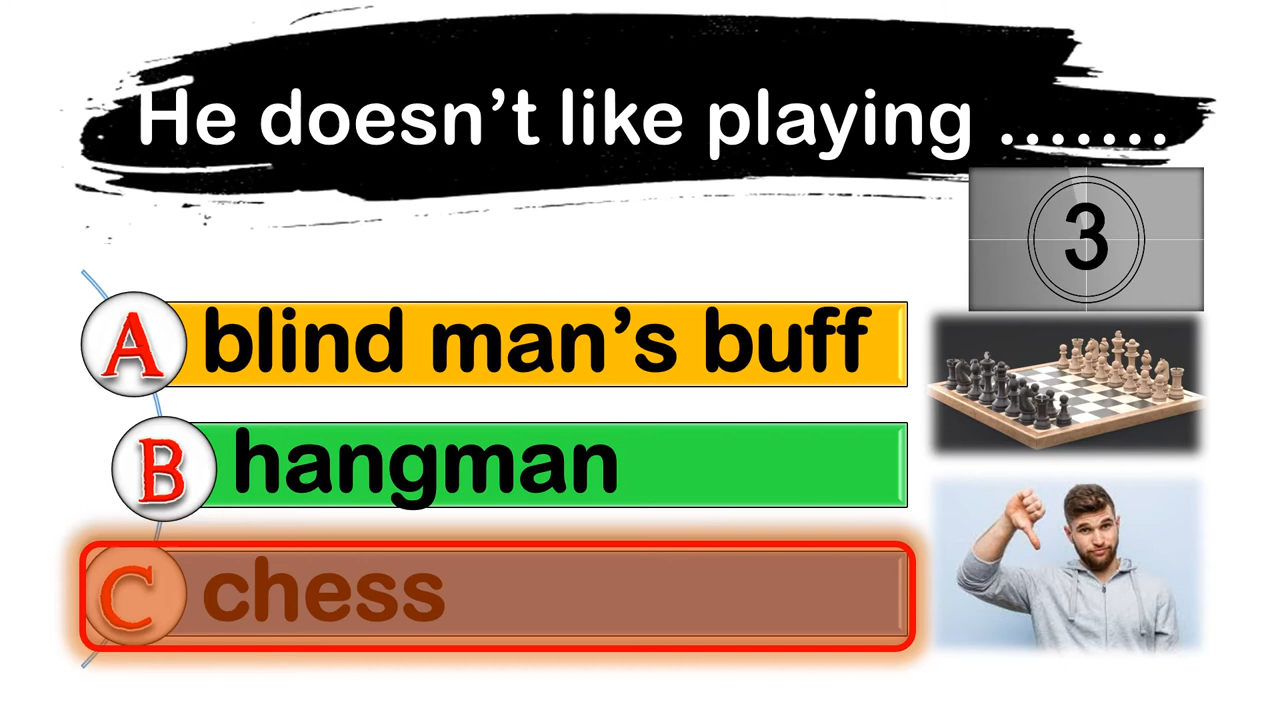 He doesn’t like playing .......
3
A blind man’s buff
B hangman
C chess